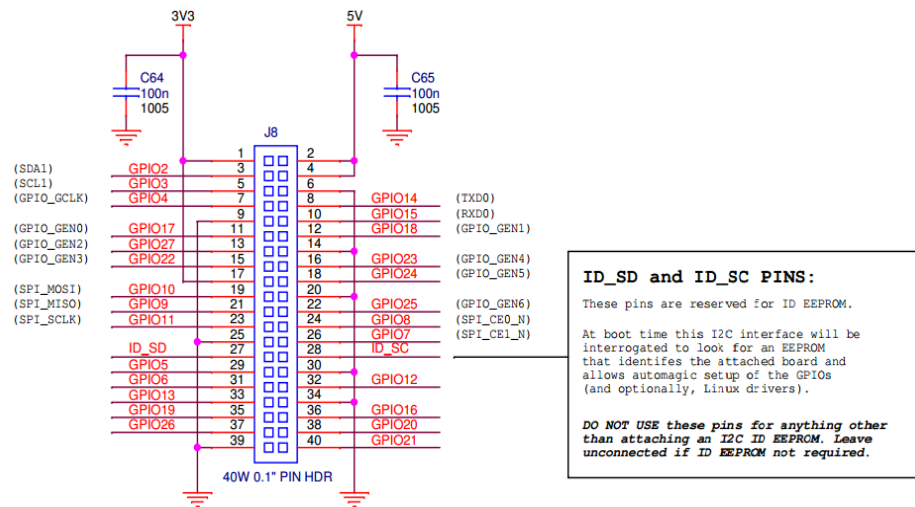 3V3 5V
C64 100n 1005
C65 100n 1005
J8
1 2
(SDA1) GPIO2 3 4
(SCL1) GPIO3 5 6
(GPIO_GCLK) GPIO4 7 8 GPIO14 (TXD0)
9 10 GPIO15 (RXD0)
(GPIO_GEN0) GPIO17 11 12 GPIO18 (GPIO_GEN1)
(GPIO_GEN2) GPIO27 13 14
(GPIO_GEN3) GPIO22 15 16 GPIO23 (GPIO_GEN4)
17 18 GPIO24 (GPIO_GEN5)
(SPI_MOSI) GPIO10 19 20
(SPI_MISO) GPIO9 21 22 GPIO25 (GPIO_GEN6)
(SPI_SCLK) GPIO11 23 24 GPIO8 (SPI_CE0_N)
25 26 GPIO7 (SPI_CE1_N)
ID_SD 27 28 ID_SC
GPIO5 29 30
GPIO6 31 32 GPIO12
GPIO13 33 34
GPIO19 35 36 GPIO16
GPIO26 37 38 GPIO20
39 40 GPIO21
40W 0.1" PIN HDR
ID_SD and ID_SC PINS:
These pins are reserved for ID EEPROM.
At boot time this I2C interface will be
interrogated to look for an EEPROM
that identifes the attached board and
allows automagic setup of the GPIOs
(and optionally, Linux drivers).
DO NOT USE these pins for anything other
than attaching an I2C ID EEPROM. Leave
unconnected if ID EEPROM not required.